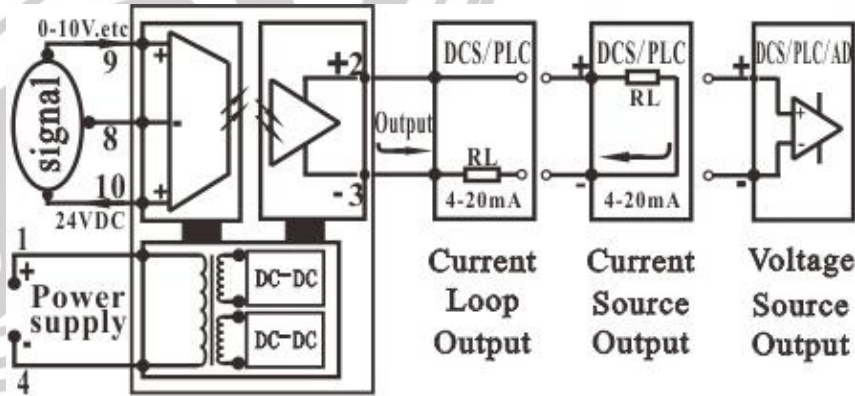 0-10V.etc
9
+
signal
8
-
10
+
24VDC
1
+
Power
supply
-
4
DC-DC
DC-DC
+2
-3
Output
DCS/PLC
RL
4-20mA
Current
Loop
Output
DCS/PLC
+
RL
-
4-20mA
Current
Source
Output
DCS/PLC/AD
+
+
-
-
Voltage
Source
Output